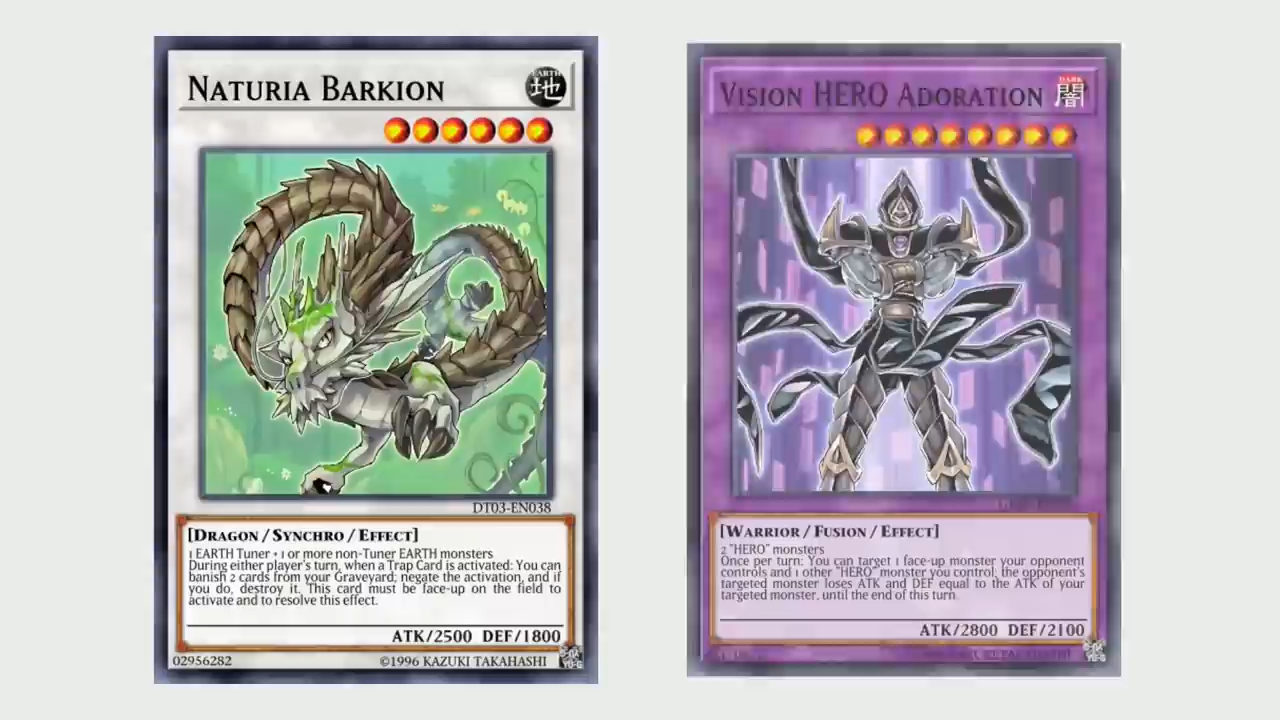 NATURIA BARKION
EARTH
地
DT03-EN038
[DRAGON / SYNCHRO / EFFECT]
1 EARTH Tuner + 1 or more non-Tuner EARTH monsters
During either player's turn, when a Trap Card is activated: You can
banish 2 cards from your Graveyard; negate the activation, and if
you do, destroy it. This card must be face-up on the field to
activate and to resolve this effect.
ATK/2500 DEF/1800
02956282
©1996 KAZUKI TAKAHASHI
VISION HERO ADORATION
DARK
闇
[WARRIOR / FUSION / EFFECT]
2 "HERO" monsters
Once per turn: You can target 1 face-up monster your opponent
controls and 1 other "HERO" monster you control; the opponent's
targeted monster loses ATK and DEF equal to the ATK of your
targeted monster, until the end of this turn.
ATK/2800 DEF/2100